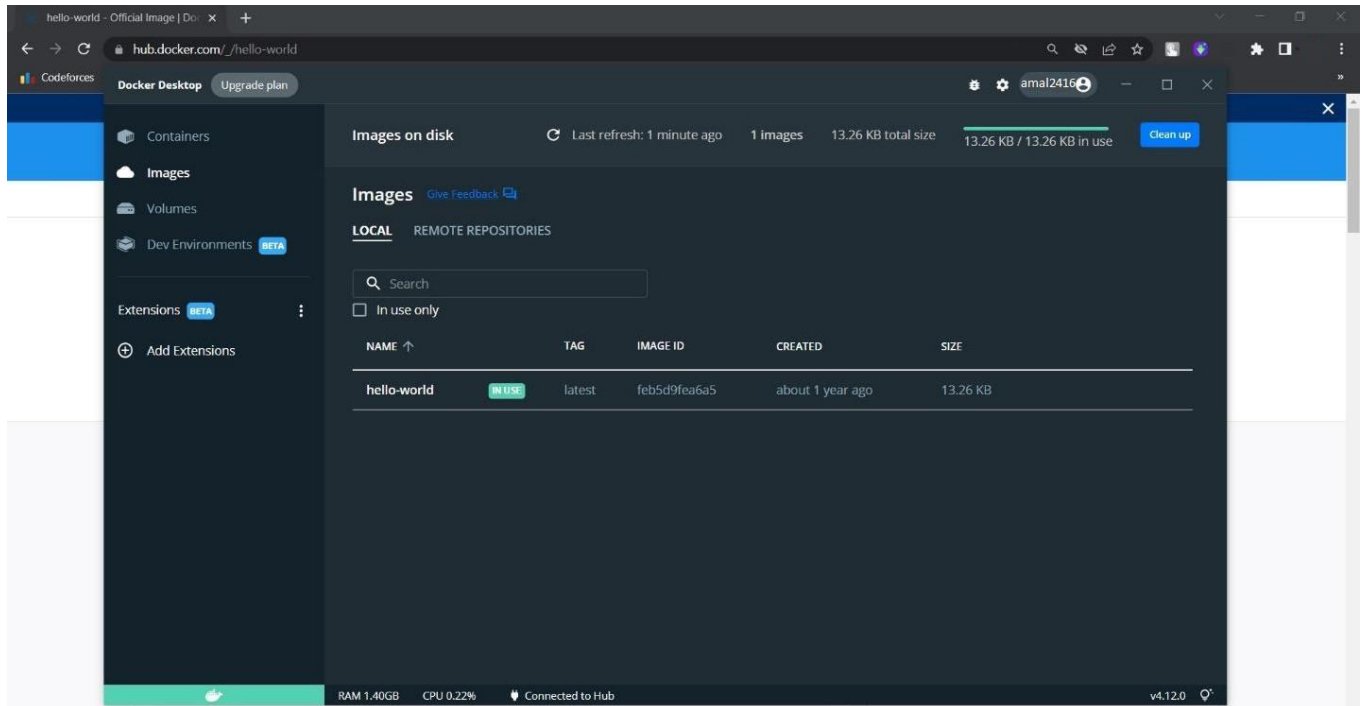 hello-world - Official Image | Do
hub.docker.com/_/hello-world
Codeforces
Docker Desktop Upgrade plan amal2416
Containers
Images
Volumes
Dev Environments BETA
Extensions BETA
Add Extensions
Images on disk Last refresh: 1 minute ago 1 images 13.26 KB total size 13.26 KB / 13.26 KB in use Clean up
Images Give Feedback
LOCAL REMOTE REPOSITORIES
Search
In use only
NAME TAG IMAGE ID CREATED SIZE
hello-world IN USE latest feb5d9fea6a5 about 1 year ago 13.26 KB
RAM 1.40GB CPU 0.22% Connected to Hub v4.12.0